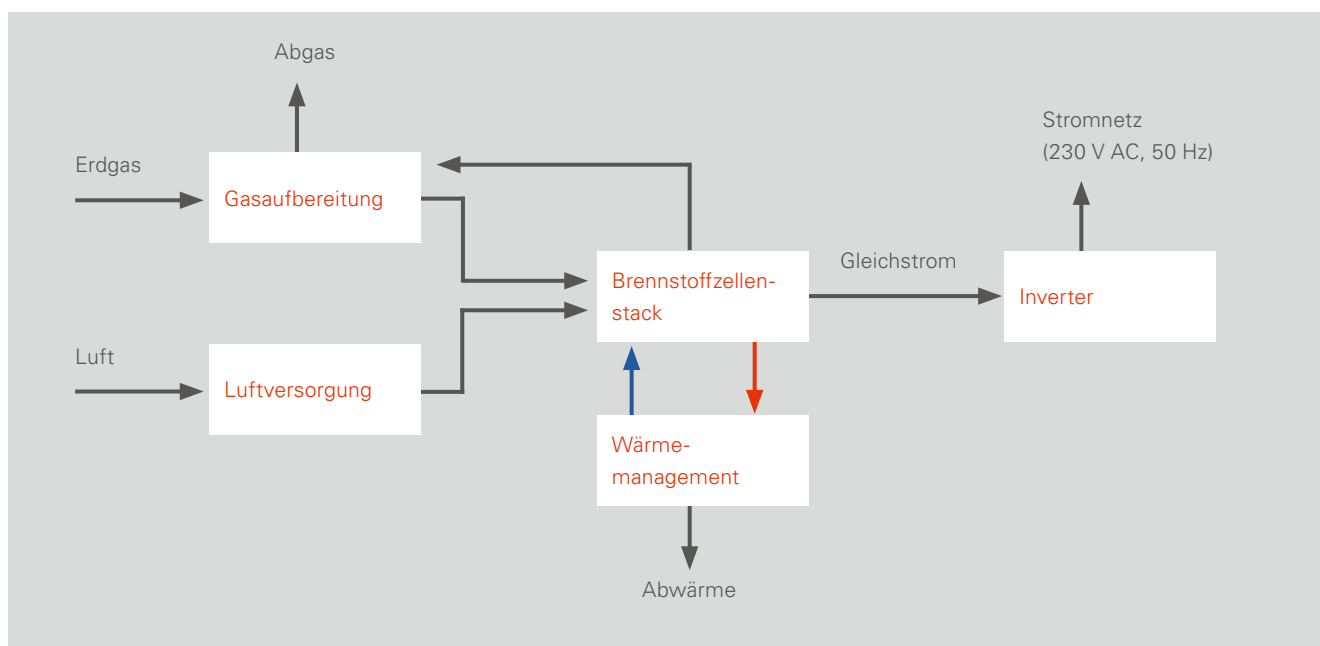 Abgas
Stromnetz
(230 V AC, 50 Hz)
Erdgas
Gasaufbereitung
Gleichstrom
Brennstoffzellen-
stack
Inverter
Luft
Luftversorgung
Wärme-
management
Abwärme